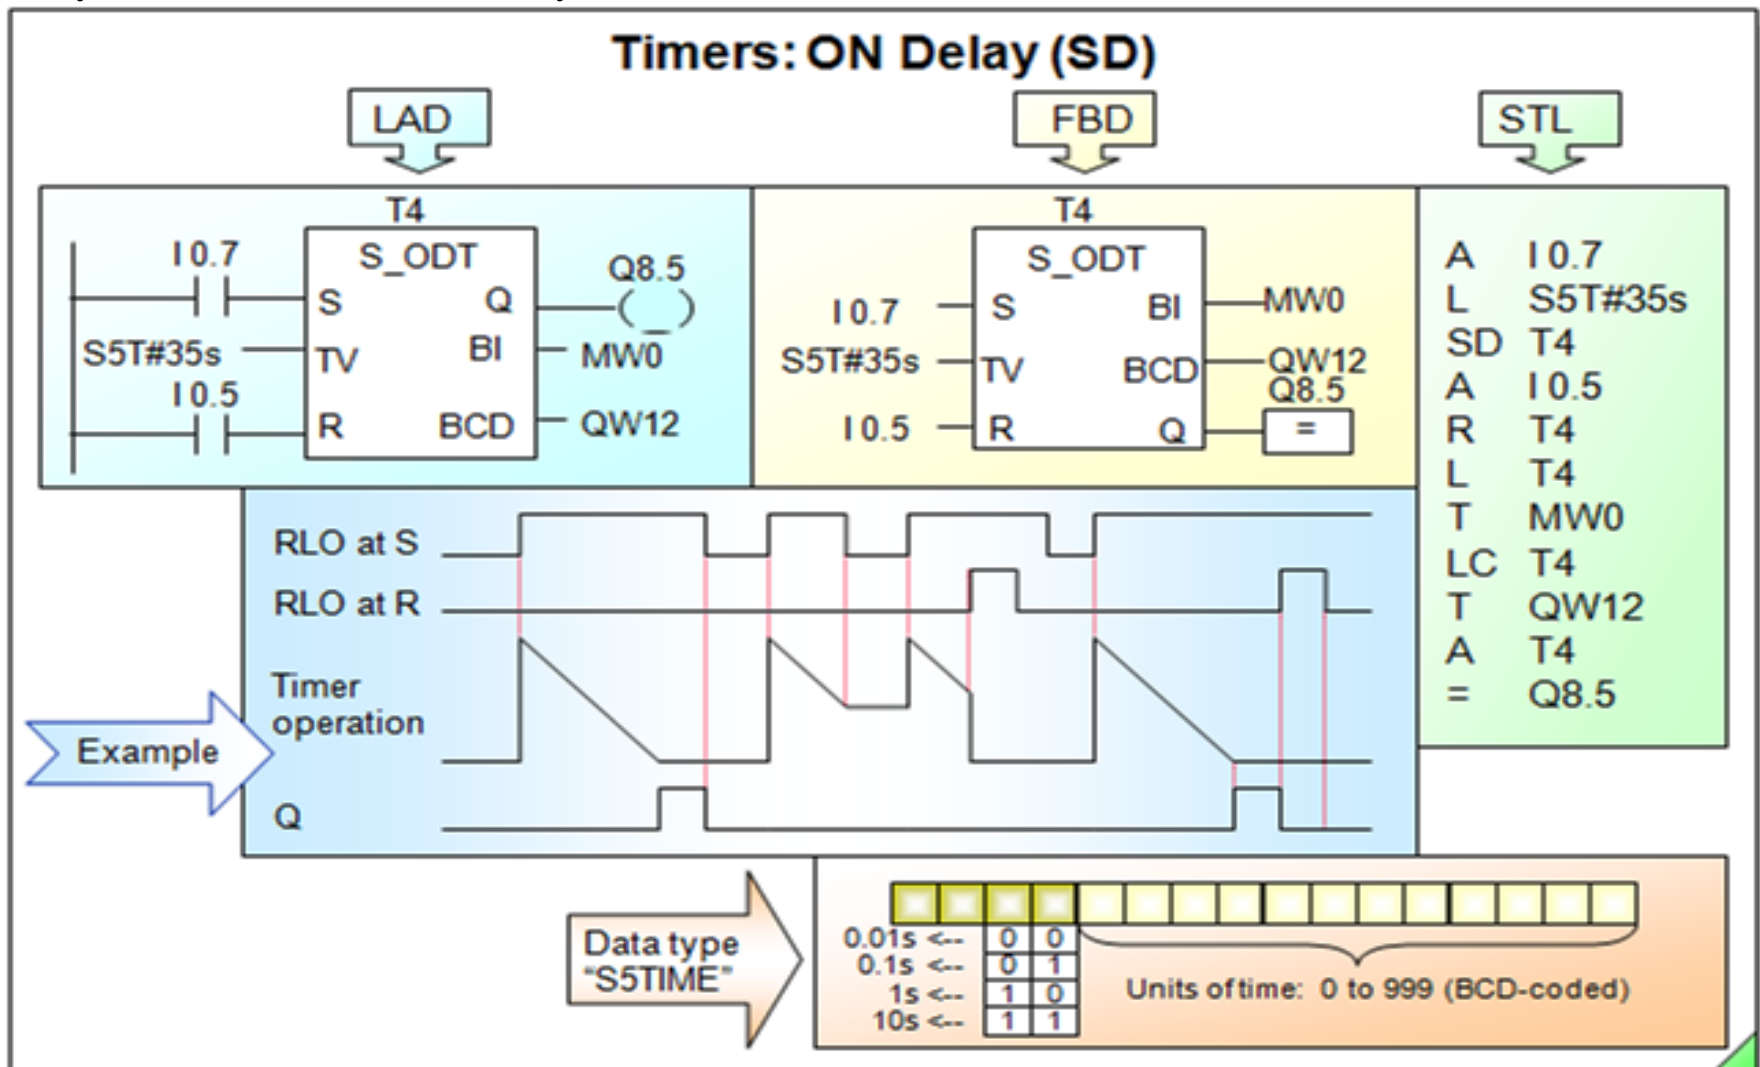 Timers: ON Delay (SD)
LAD
FBD
STL
T4
S_ODT
I 0.7
S
Q
Q8.5
S5T#35s
TV
BI
MW0
I 0.5
R
BCD
QW12
T4
S_ODT
I 0.7
S
BI
MW0
S5T#35s
TV
BCD
QW12
Q8.5
I 0.5
R
Q
=
A I 0.7
L S5T#35s
SD T4
A I 0.5
R T4
L T4
T MW0
LC T4
T QW12
A T4
= Q8.5
RLO at S
RLO at R
Timer
operation
Q
Example
Data type
“S5TIME”
0.01s <-- 0 0
0.1s <-- 0 1
1s <-- 1 0
10s <-- 1 1
Units of time: 0 to 999 (BCD-coded)